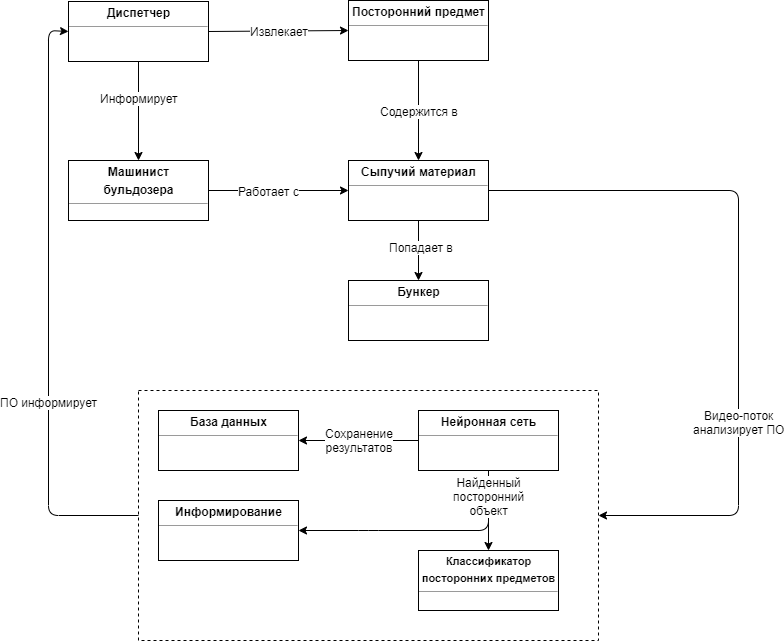 Диспетчер
Посторонний предмет
Извлекает
Информирует
Содержится в
Машинист
бульдозера
Работает с
Сыпучий материал
Попадает в
Бункер
ПО информирует
Видео-поток
анализирует ПО
База данных
Сохранение
результатов
Нейронная сеть
Найденный
посторонний
объект
Информирование
Классификатор
посторонних предметов